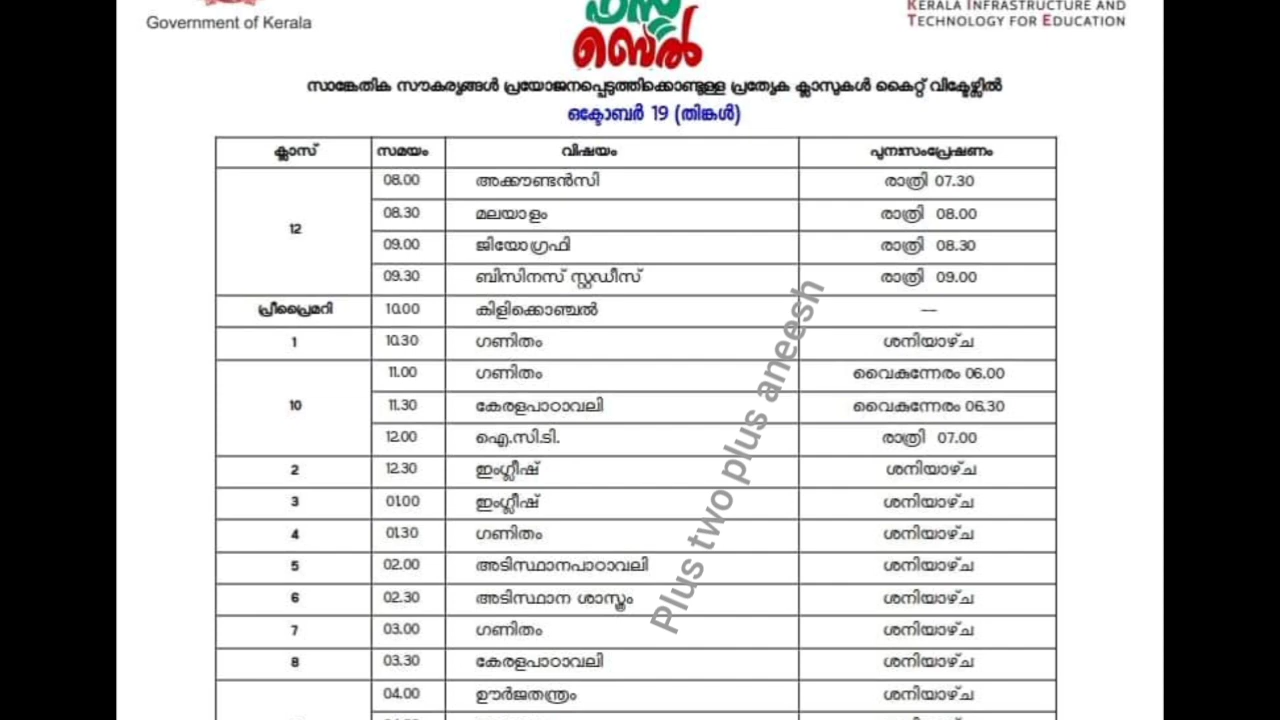 Government of Kerala
ഫസ്റ്റ്
ബെൽ
KERALA INFRASTRUCTURE AND
TECHNOLOGY FOR EDUCATION
സാങ്കേതിക സൗകര്യങ്ങൾ പ്രയോജനപ്പെടുത്തിക്കൊണ്ടുള്ള പ്രത്യേക ക്ലാസുകൾ കൈറ്റ് വിക്ടേഴ്സിൽ
ഒക്ടോബർ 19 (തിങ്കൾ)
ക്ലാസ് സമയം വിഷയം പുനഃസംപ്രേഷണം
12 08.00 അക്കൗണ്ടൻസി രാത്രി 07.30
08.30 മലയാളം രാത്രി 08.00
09.00 ജിയോഗ്രഫി രാത്രി 08.30
09.30 ബിസിനസ് സ്റ്റഡീസ് രാത്രി 09.00
പ്രീപ്രൈമറി 10.00 കിളിക്കൊഞ്ചൽ ---
1 10.30 ഗണിതം ശനിയാഴ്ച
10 11.00 ഗണിതം വൈകുന്നേരം 06.00
11.30 കേരളപാഠാവലി വൈകുന്നേരം 06.30
12.00 ഐ.സി.ടി. രാത്രി 07.00
2 12.30 ഇംഗ്ലീഷ് ശനിയാഴ്ച
3 01.00 ഇംഗ്ലീഷ് ശനിയാഴ്ച
4 01.30 ഗണിതം ശനിയാഴ്ച
5 02.00 അടിസ്ഥാനപാഠാവലി ശനിയാഴ്ച
6 02.30 അടിസ്ഥാന ശാസ്ത്രം ശനിയാഴ്ച
7 03.00 ഗണിതം ശനിയാഴ്ച
8 03.30 കേരളപാഠാവലി ശനിയാഴ്ച
04.00 ഊർജതന്ത്രം ശനിയാഴ്ച
Plus two plus aneesh